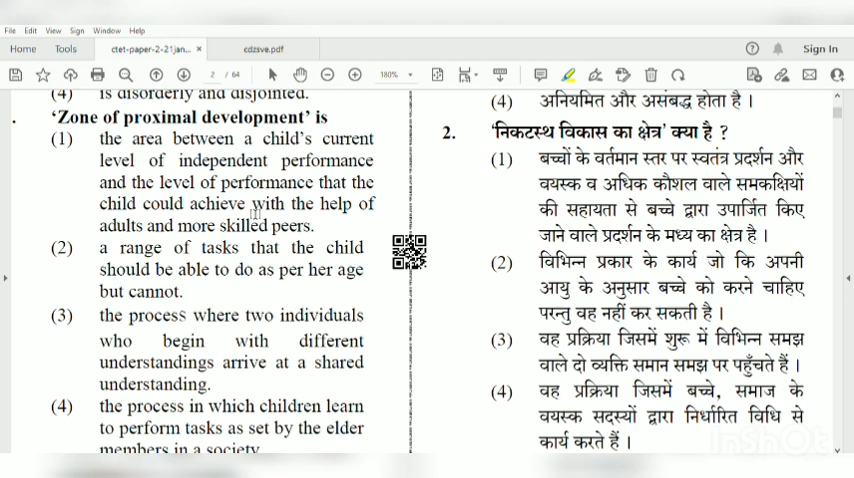 File Edit View Sign Window Help
Home Tools ctet-paper-2-21jan... × cdzsve.pdf Sign In
2 / 64 180%
(4) is disorderly and disjointed.
. 'Zone of proximal development' is
(1) the area between a child's current
level of independent performance
and the level of performance that the
child could achieve with the help of
adults and more skilled peers.
(2) a range of tasks that the child
should be able to do as per her age
but cannot.
(3) the process where two individuals
who begin with different
understandings arrive at a shared
understanding.
(4) the process in which children learn
to perform tasks as set by the elder
members in a society
(4) अनियमित और असंबद्ध होता है ।
2. 'निकटस्थ विकास का क्षेत्र' क्या है ?
(1) बच्चों के वर्तमान स्तर पर स्वतंत्र प्रदर्शन और
वयस्क व अधिक कौशल वाले समकक्षियों
की सहायता से बच्चे द्वारा उपार्जित किए
जाने वाले प्रदर्शन के मध्य का क्षेत्र है ।
(2) विभिन्न प्रकार के कार्य जो कि अपनी
आयु के अनुसार बच्चे को करने चाहिए
परन्तु वह नहीं कर सकती है ।
(3) वह प्रक्रिया जिसमें शुरू में विभिन्न समझ
वाले दो व्यक्ति समान समझ पर पहुँचते हैं ।
(4) वह प्रक्रिया जिसमें बच्चे, समाज के
वयस्क सदस्यों द्वारा निर्धारित विधि से
कार्य करते हैं ।
InShOt